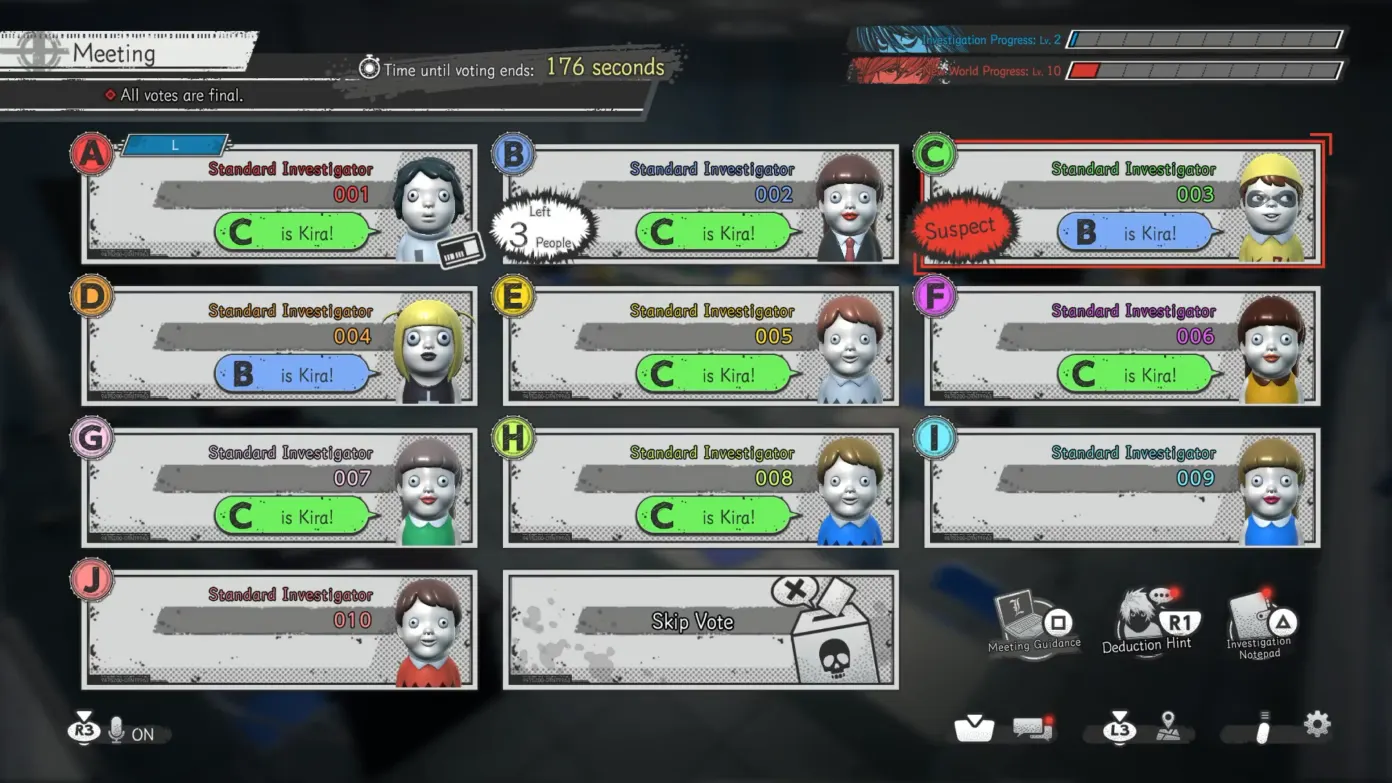 Meeting
All votes are final.
Time until voting ends: 176 seconds
Investigation Progress: Lv. 2
New World Progress: Lv. 10
A
L
Standard Investigator
001
C is Kira!
B
Standard Investigator
002
Left
3 People
C is Kira!
C
Standard Investigator
003
Suspect
B is Kira!
D
Standard Investigator
004
B is Kira!
E
Standard Investigator
005
C is Kira!
F
Standard Investigator
006
C is Kira!
G
Standard Investigator
007
C is Kira!
H
Standard Investigator
008
C is Kira!
I
Standard Investigator
009
J
Standard Investigator
010
Skip Vote
L
Meeting Guidance
R1
Deduction Hint
Investigation
Notepad
R3
ON
L3